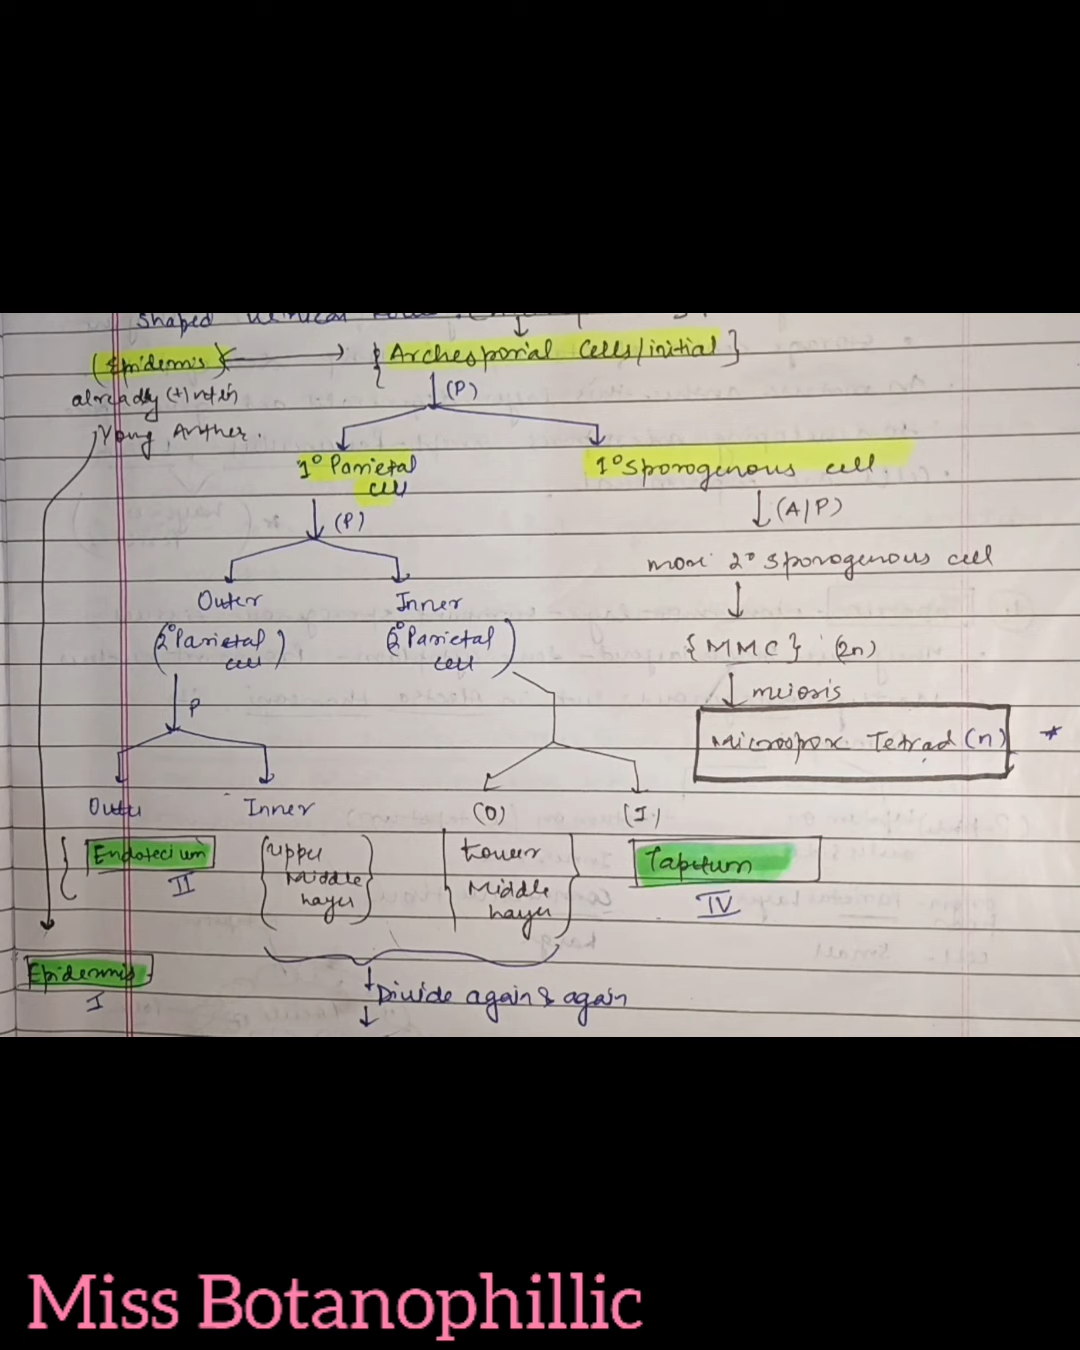 shaped
(Epidermis) { Archesporial cells/initial }
already (+)nt in
Yong Anther.
(P)
1° Parietal
cell
1° Sporogenous cell
(P)
(A/P)
more 2° Sporogenous cell
Outer Inner
(2° Parietal
cell)
(2° Parietal
cell)
{MMC} (2n)
meiosis
P
Microspore Tetrad (n) *
Outer Inner (O) (I)
{ Endotecium
II
{Upper
Middle
Layer}
Lower
Middle
Layer}
Tapetum
IV
Epidermis
I
Divide again & again
Miss Botanophillic